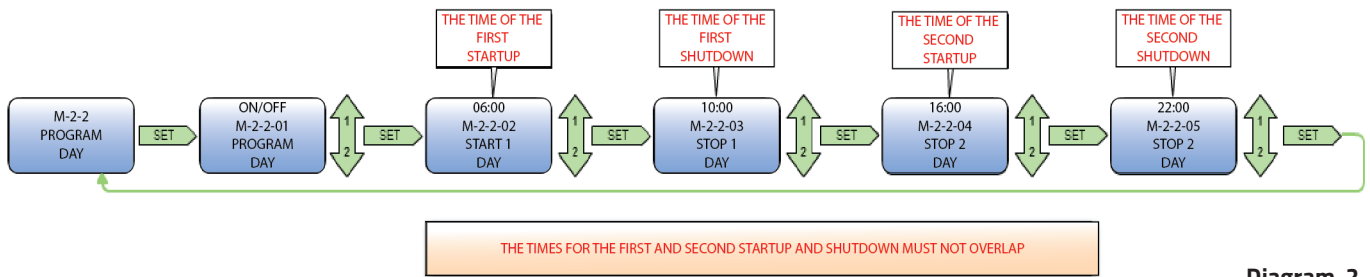 THE TIME OF THE
FIRST
STARTUP
THE TIME OF THE
FIRST
SHUTDOWN
THE TIME OF THE
SECOND
STARTUP
THE TIME OF THE
SECOND
SHUTDOWN
M-2-2
PROGRAM
DAY
SET
ON/OFF
M-2-2-01
PROGRAM
DAY
1
2
SET
06:00
M-2-2-02
START 1
DAY
1
2
SET
10:00
M-2-2-03
STOP 1
DAY
1
2
SET
16:00
M-2-2-04
STOP 2
DAY
1
2
SET
22:00
M-2-2-05
STOP 2
DAY
1
2
SET
THE TIMES FOR THE FIRST AND SECOND STARTUP AND SHUTDOWN MUST NOT OVERLAP
Diagram 2